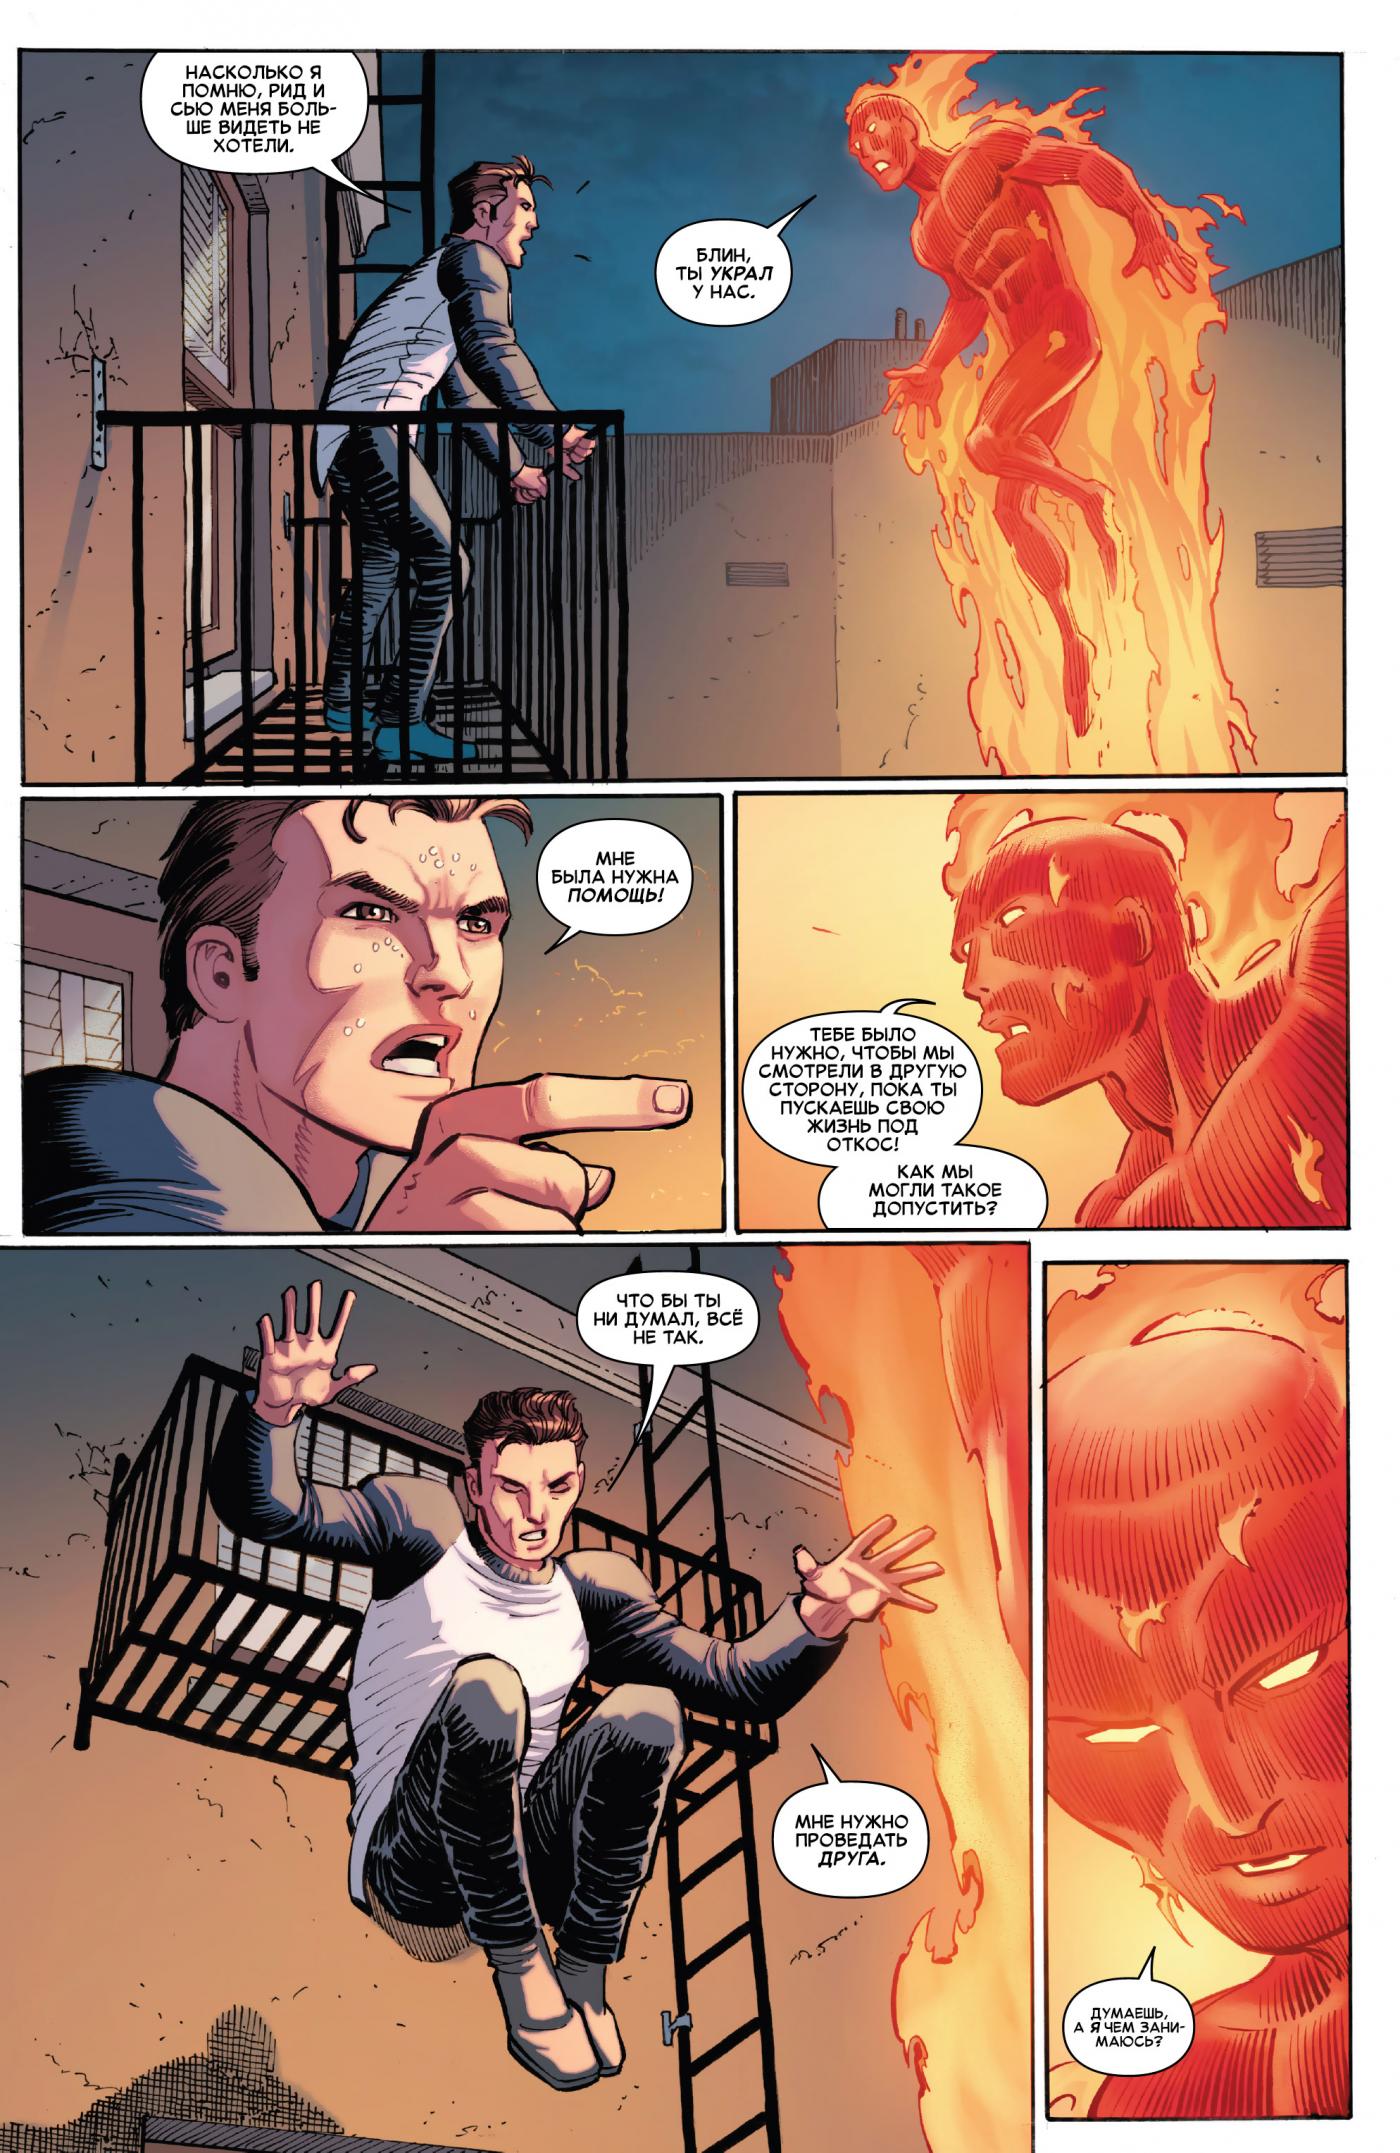 НАСКОЛЬКО Я
ПОМНЮ, РИД И
СЬЮ МЕНЯ БОЛЬ-
ШЕ ВИДЕТЬ НЕ
ХОТЕЛИ.
БЛИН,
ТЫ УКРАЛ
У НАС.
МНЕ
БЫЛА НУЖНА
ПОМОЩЬ!
ТЕБЕ БЫЛО
НУЖНО, ЧТОБЫ МЫ
СМОТРЕЛИ В ДРУГУЮ
СТОРОНУ, ПОКА ТЫ
ПУСКАЕШЬ СВОЮ
ЖИЗНЬ ПОД
ОТКОС!
КАК МЫ
МОГЛИ ТАКОЕ
ДОПУСТИТЬ?
ЧТО БЫ ТЫ
НИ ДУМАЛ, ВСЁ
НЕ ТАК.
МНЕ НУЖНО
ПРОВЕДАТЬ
ДРУГА.
ДУМАЕШЬ,
А Я ЧЕМ ЗАНИ-
МАЮСЬ?